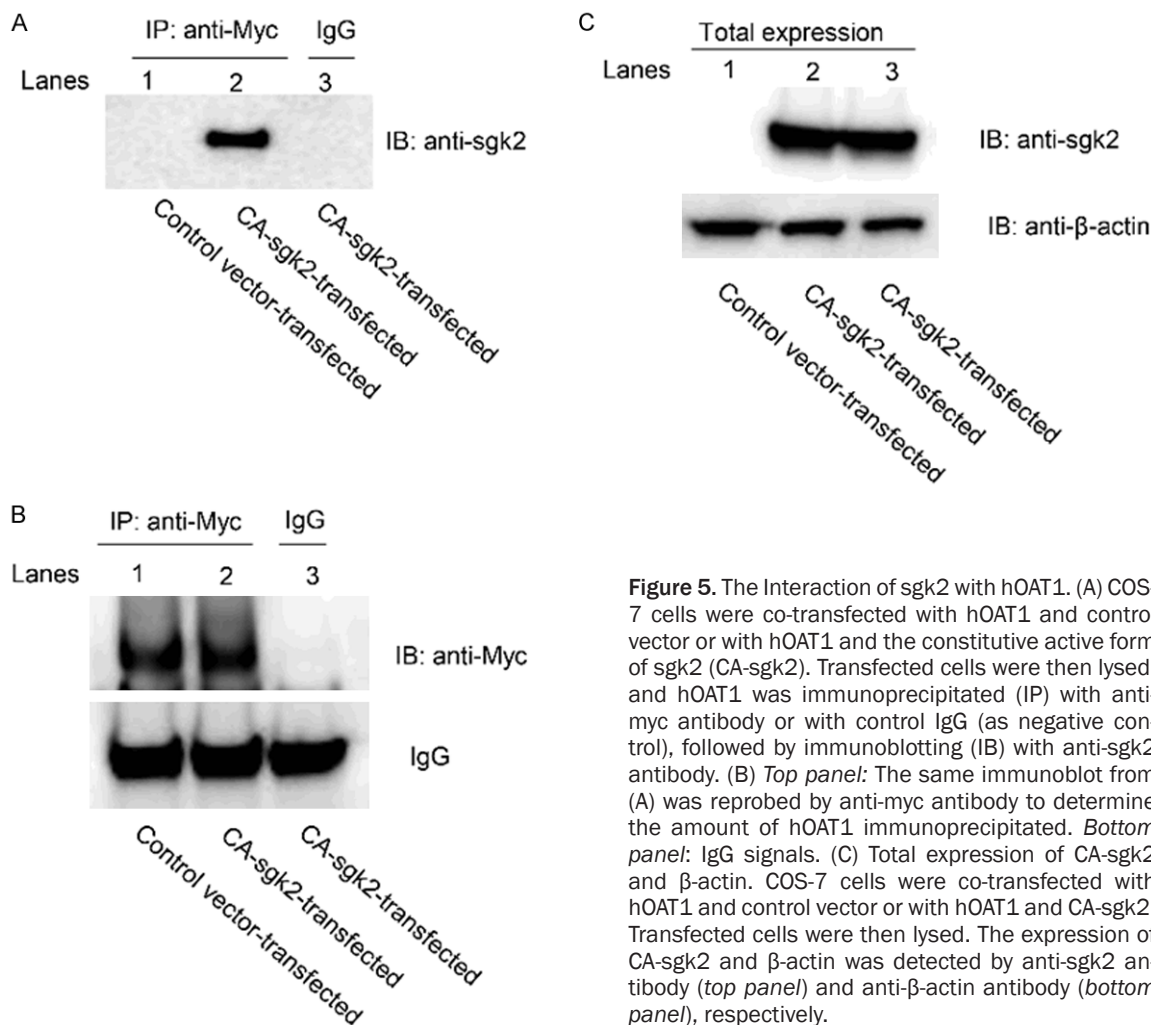 A
IP: anti-Myc IgG
Lanes 1 2 3
IB: anti-sgk2
Control vector-transfected
CA-sgk2-transfected
CA-sgk2-transfected
C
Total expression
Lanes 1 2 3
IB: anti-sgk2
IB: anti-β-actin
Control vector-transfected
CA-sgk2-transfected
CA-sgk2-transfected
B
IP: anti-Myc IgG
Lanes 1 2 3
IB: anti-Myc
IgG
Control vector-transfected
CA-sgk2-transfected
CA-sgk2-transfected
Figure 5. The Interaction of sgk2 with hOAT1. (A) COS-
7 cells were co-transfected with hOAT1 and contro
vector or with hOAT1 and the constitutive active form
of sgk2 (CA-sgk2). Transfected cells were then lysed
and hOAT1 was immunoprecipitated (IP) with anti-
myc antibody or with control IgG (as negative con-
trol), followed by immunoblotting (IB) with anti-sgk2
antibody. (B) Top panel: The same immunoblot from
(A) was reprobed by anti-myc antibody to determine
the amount of hOAT1 immunoprecipitated. Bottom
panel: IgG signals. (C) Total expression of CA-sgk2
and β-actin. COS-7 cells were co-transfected with
hOAT1 and control vector or with hOAT1 and CA-sgk2
Transfected cells were then lysed. The expression of
CA-sgk2 and β-actin was detected by anti-sgk2 an-
tibody (top panel) and anti-β-actin antibody (bottom
panel), respectively.